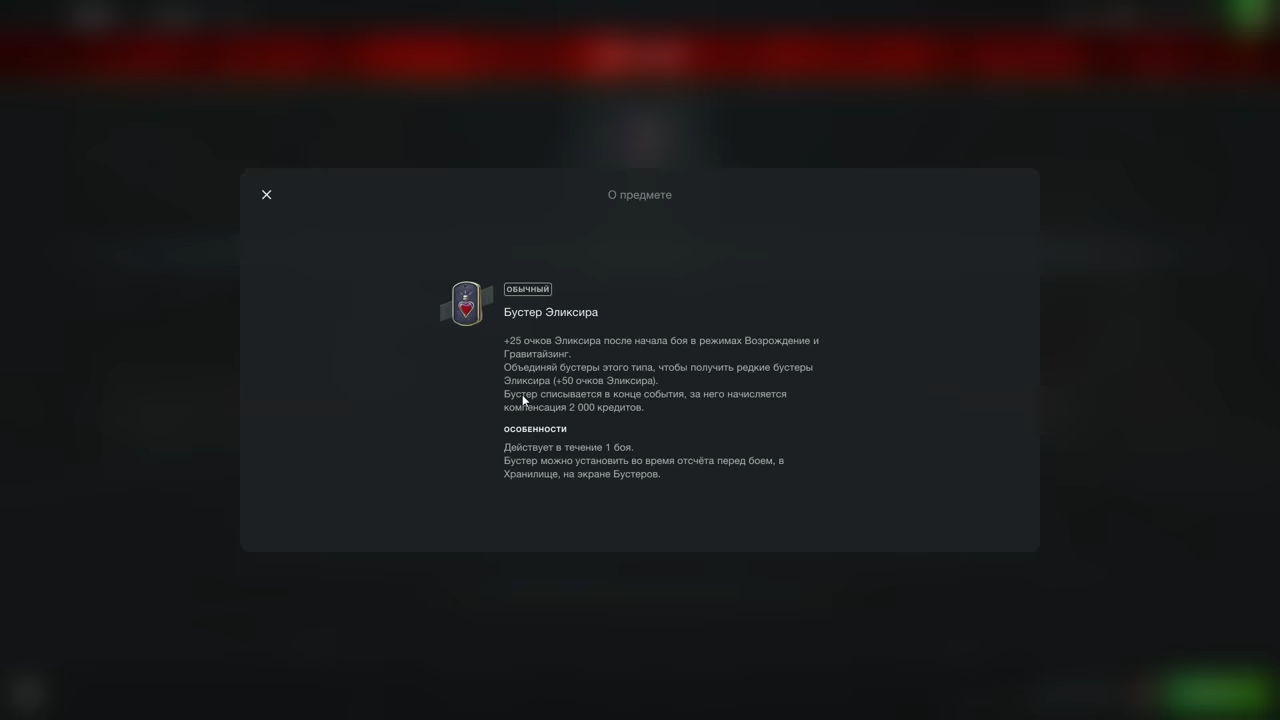 О предмете
ОБЫЧНЫЙ
Бустер Эликсира
+25 очков Эликсира после начала боя в режимах Возрождение и
Гравитайзинг.
Объединяй бустеры этого типа, чтобы получить редкие бустеры
Эликсира (+50 очков Эликсира).
Бустер списывается в конце события, за него начисляется
компенсация 2 000 кредитов.
ОСОБЕННОСТИ
Действует в течение 1 боя.
Бустер можно установить во время отсчёта перед боем, в
Хранилище, на экране Бустеров.